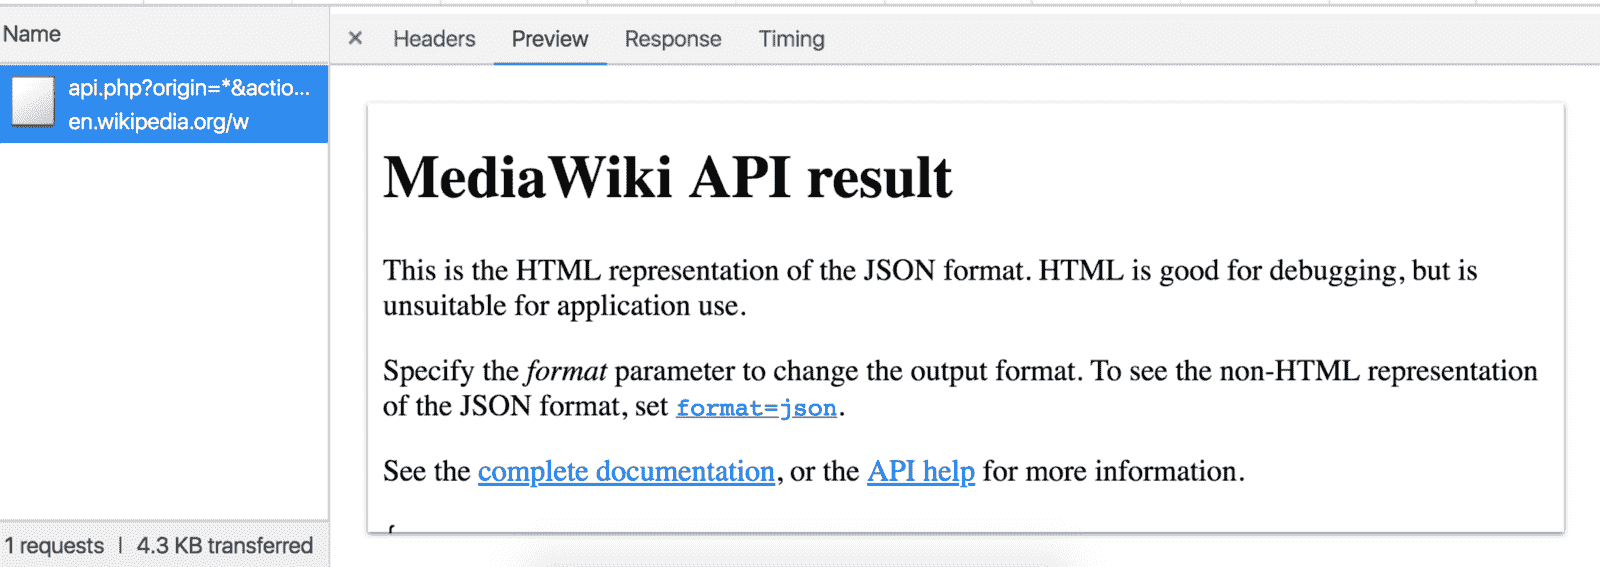 Name
× Headers Preview Response Timing
api.php?origin=*&actio...
en.wikipedia.org/w
MediaWiki API result
This is the HTML representation of the JSON format. HTML is good for debugging, but is
unsuitable for application use.
Specify the format parameter to change the output format. To see the non-HTML representation
of the JSON format, set format=json.
See the complete documentation, or the API help for more information.
1 requests | 4.3 KB transferred